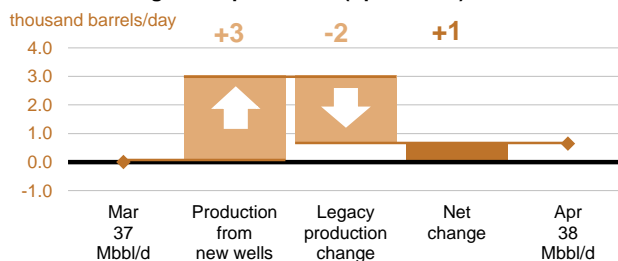 thousand barrels/day
+3 -2 +1
4.0
3.0
2.0
1.0
0.0
-1.0
Mar
37
Mbbl/d
Production
from
new wells
Legacy
production
change
Net
change
Apr
38
Mbbl/d